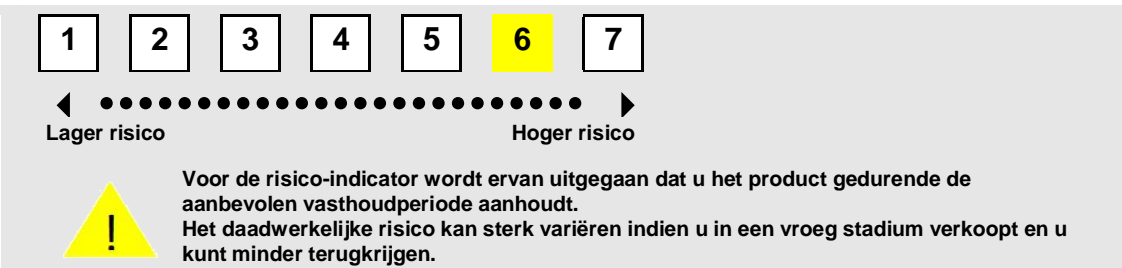 1 2 3 4 5 6 7
Lager risico Hoger risico
!
Voor de risico-indicator wordt ervan uitgegaan dat u het product gedurende de
aanbevolen vasthoudperiode aanhoudt.
Het daadwerkelijke risico kan sterk variëren indien u in een vroeg stadium verkoopt en u
kunt minder terugkrijgen.